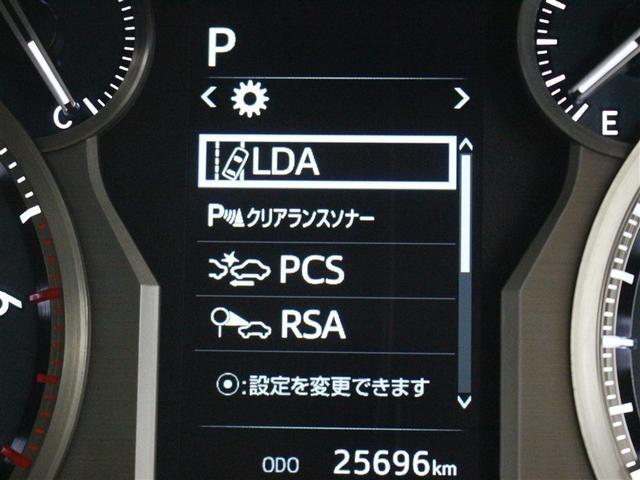 P
C
E
LDA
Pクリアランスソナー
PCS
RSA
⦿:設定を変更できます
ODO 25696km